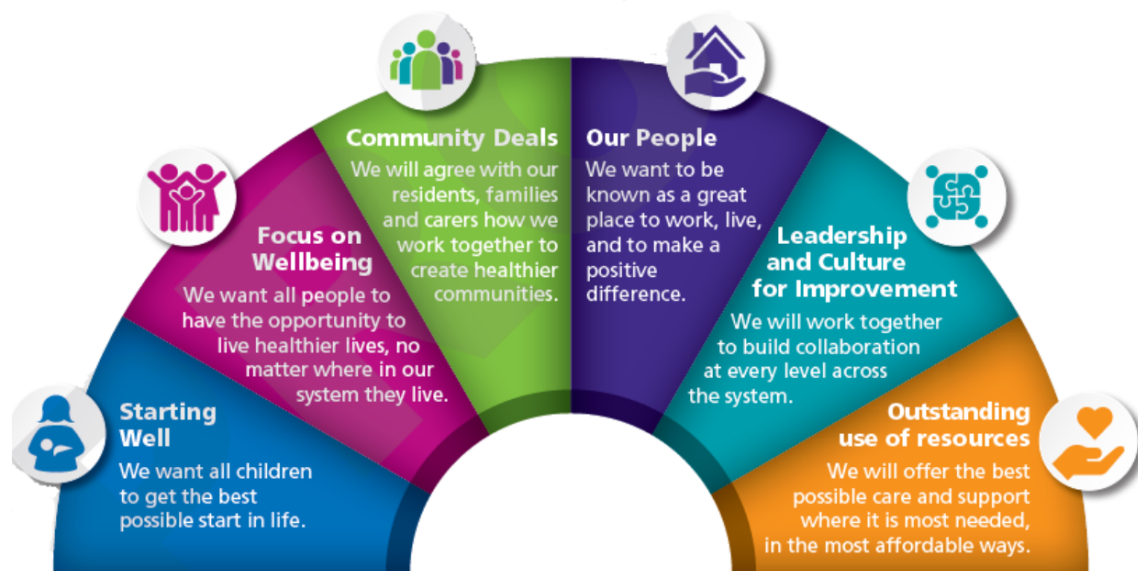 Starting
Well
We want all children
to get the best
possible start in life.
Focus on
Wellbeing
We want all people to
have the opportunity to
live healthier lives, no
matter where in our
system they live.
Community Deals
We will agree with our
residents, families
and carers how we
work together to
create healthier
communities.
Our People
We want to be
known as a great
place to work, live,
and to make a
positive
difference.
Leadership
and Culture
for Improvement
We will work together
to build collaboration
at every level across
the system.
Outstanding
use of resources
We will offer the best
possible care and support
where it is most needed,
in the most affordable ways.